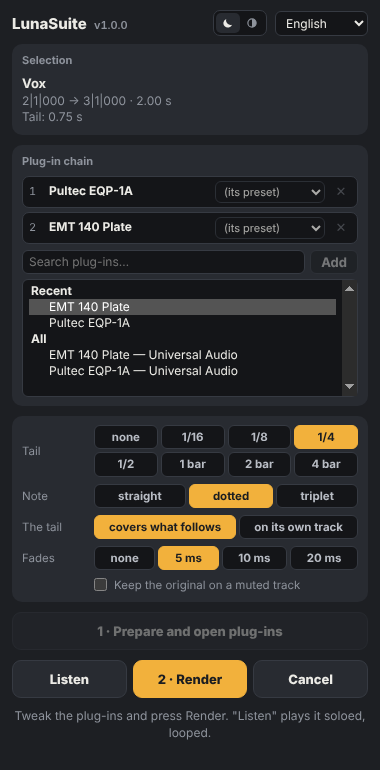 LunaSuite v1.0.0 English
Selection
Vox
2|1|000 → 3|1|000 · 2.00 s
Tail: 0.75 s
Plug-in chain
1 Pultec EQP-1A (its preset) ×
2 EMT 140 Plate (its preset) ×
Search plug-ins... Add
Recent
EMT 140 Plate
Pultec EQP-1A
All
EMT 140 Plate — Universal Audio
Pultec EQP-1A — Universal Audio
Tail none 1/16 1/8 1/4
1/2 1 bar 2 bar 4 bar
Note straight dotted triplet
The tail covers what follows on its own track
Fades none 5 ms 10 ms 20 ms
Keep the original on a muted track
1 · Prepare and open plug-ins
Listen 2 · Render Cancel
Tweak the plug-ins and press Render. "Listen" plays it soloed,
looped.